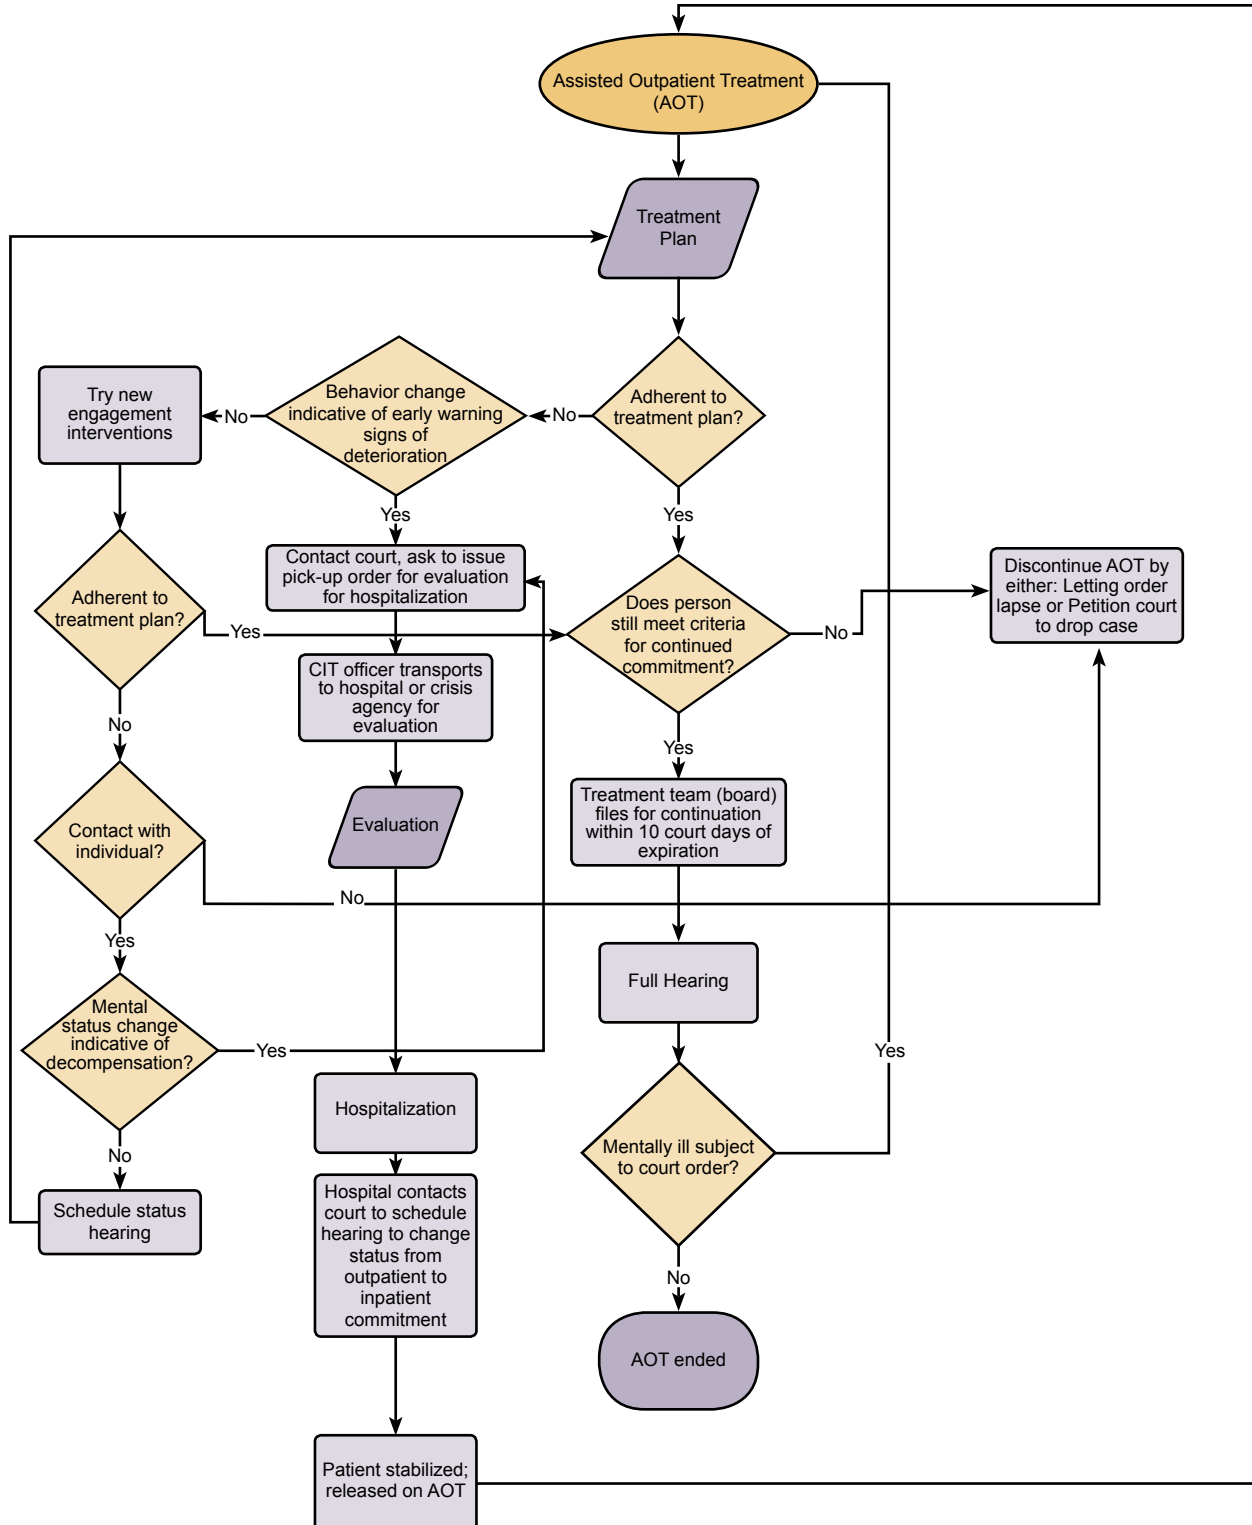 Assisted Outpatient Treatment
(AOT)
Treatment
Plan
Adherent to
treatment plan?
No
Behavior change
indicative of early warning
signs of
deterioration
No
Try new
engagement
interventions
Yes
Yes
Contact court, ask to issue
pick-up order for evaluation
for hospitalization
Adherent to
treatment plan?
Yes
Does person
still meet criteria
for continued
commitment?
No
Discontinue AOT by
either: Letting order
lapse or Petition court
to drop case
CIT officer transports
to hospital or crisis
agency for
evaluation
No
Yes
Treatment team (board)
files for continuation
within 10 court days of
expiration
Evaluation
Contact with
individual?
No
Yes
Full Hearing
Mental
status change
indicative of
decompensation?
Yes
Yes
Hospitalization
Mentally ill subject
to court order?
No
Schedule status
hearing
Hospital contacts
court to schedule
hearing to change
status from
outpatient to
inpatient
commitment
No
AOT ended
Patient stabilized;
released on AOT